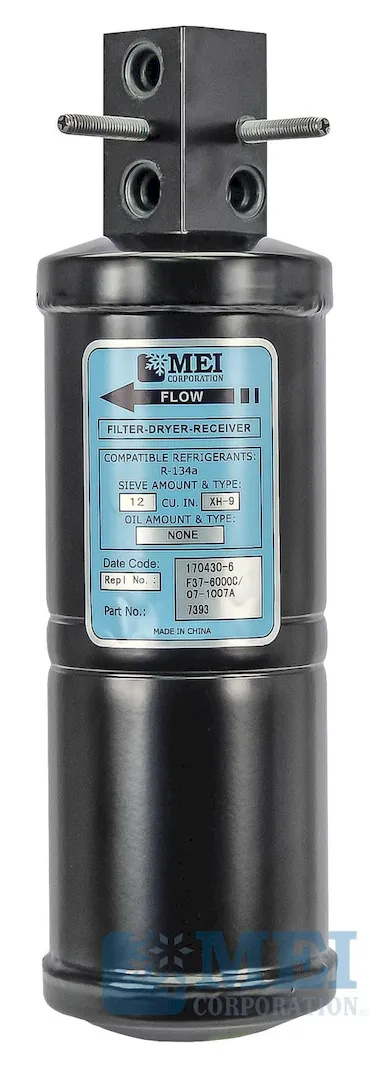 MEI
CORPORATION
FLOW
FILTER-DRYER-RECEIVER
COMPATIBLE REFRIGERANTS:
R-134a
SIEVE AMOUNT & TYPE:
12 CU. IN. XH-9
OIL AMOUNT & TYPE:
NONE
Date Code: 170430-6
Repl No.: F37-6000C/
07-1007A
Part No.: 7393
MADE IN CHINA
MEI
CORPORATION